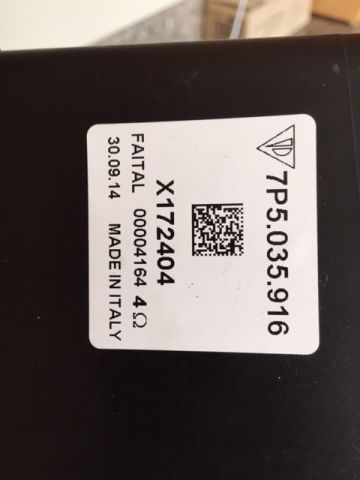 7P5.035.916
X172404
FAITAL 00004164 4 Ω
30.09.14 MADE IN ITALY